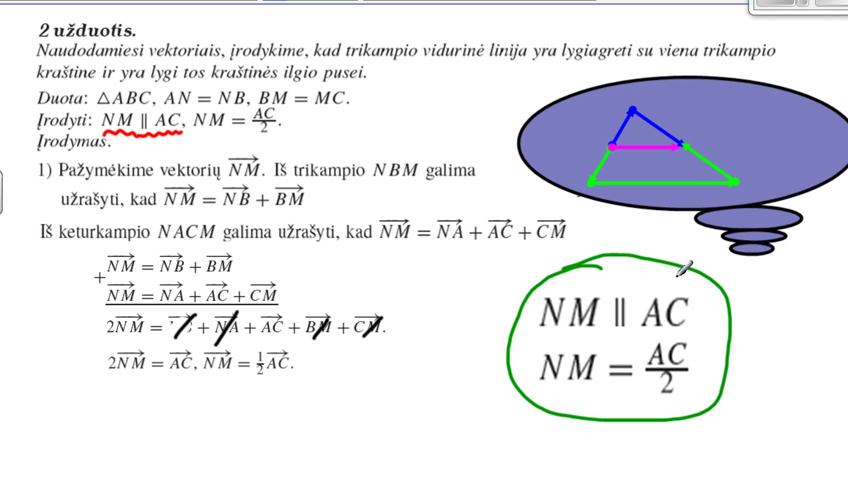 2 užduotis.
Naudodamiesi vektoriais, įrodykime, kad trikampio vidurinė linija yra lygiagreti su viena trikampio
kraštine ir yra lygi tos kraštinės ilgio pusei.
Duota: △ABC, AN = NB, BM = MC.
Įrodyti: NM || AC, NM = AC/2.
Įrodymas.
1) Pažymėkime vektorių NM→. Iš trikampio NBM galima
užrašyti, kad NM→ = NB→ + BM→
Iš keturkampio NACM galima užrašyti, kad NM→ = NA→ + AC→ + CM→
NM→ = NB→ + BM→
+
NM→ = NA→ + AC→ + CM→
2NM→ = + NA→ + AC→ + BM→ + CM→.
2NM→ = AC→, NM→ = 1/2 AC→.
NM || AC
NM = AC/2